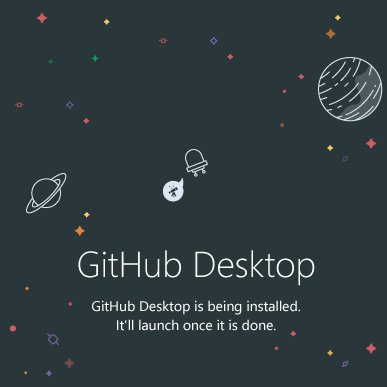 GitHub Desktop
GitHub Desktop is being installed.
It'll launch once it is done.